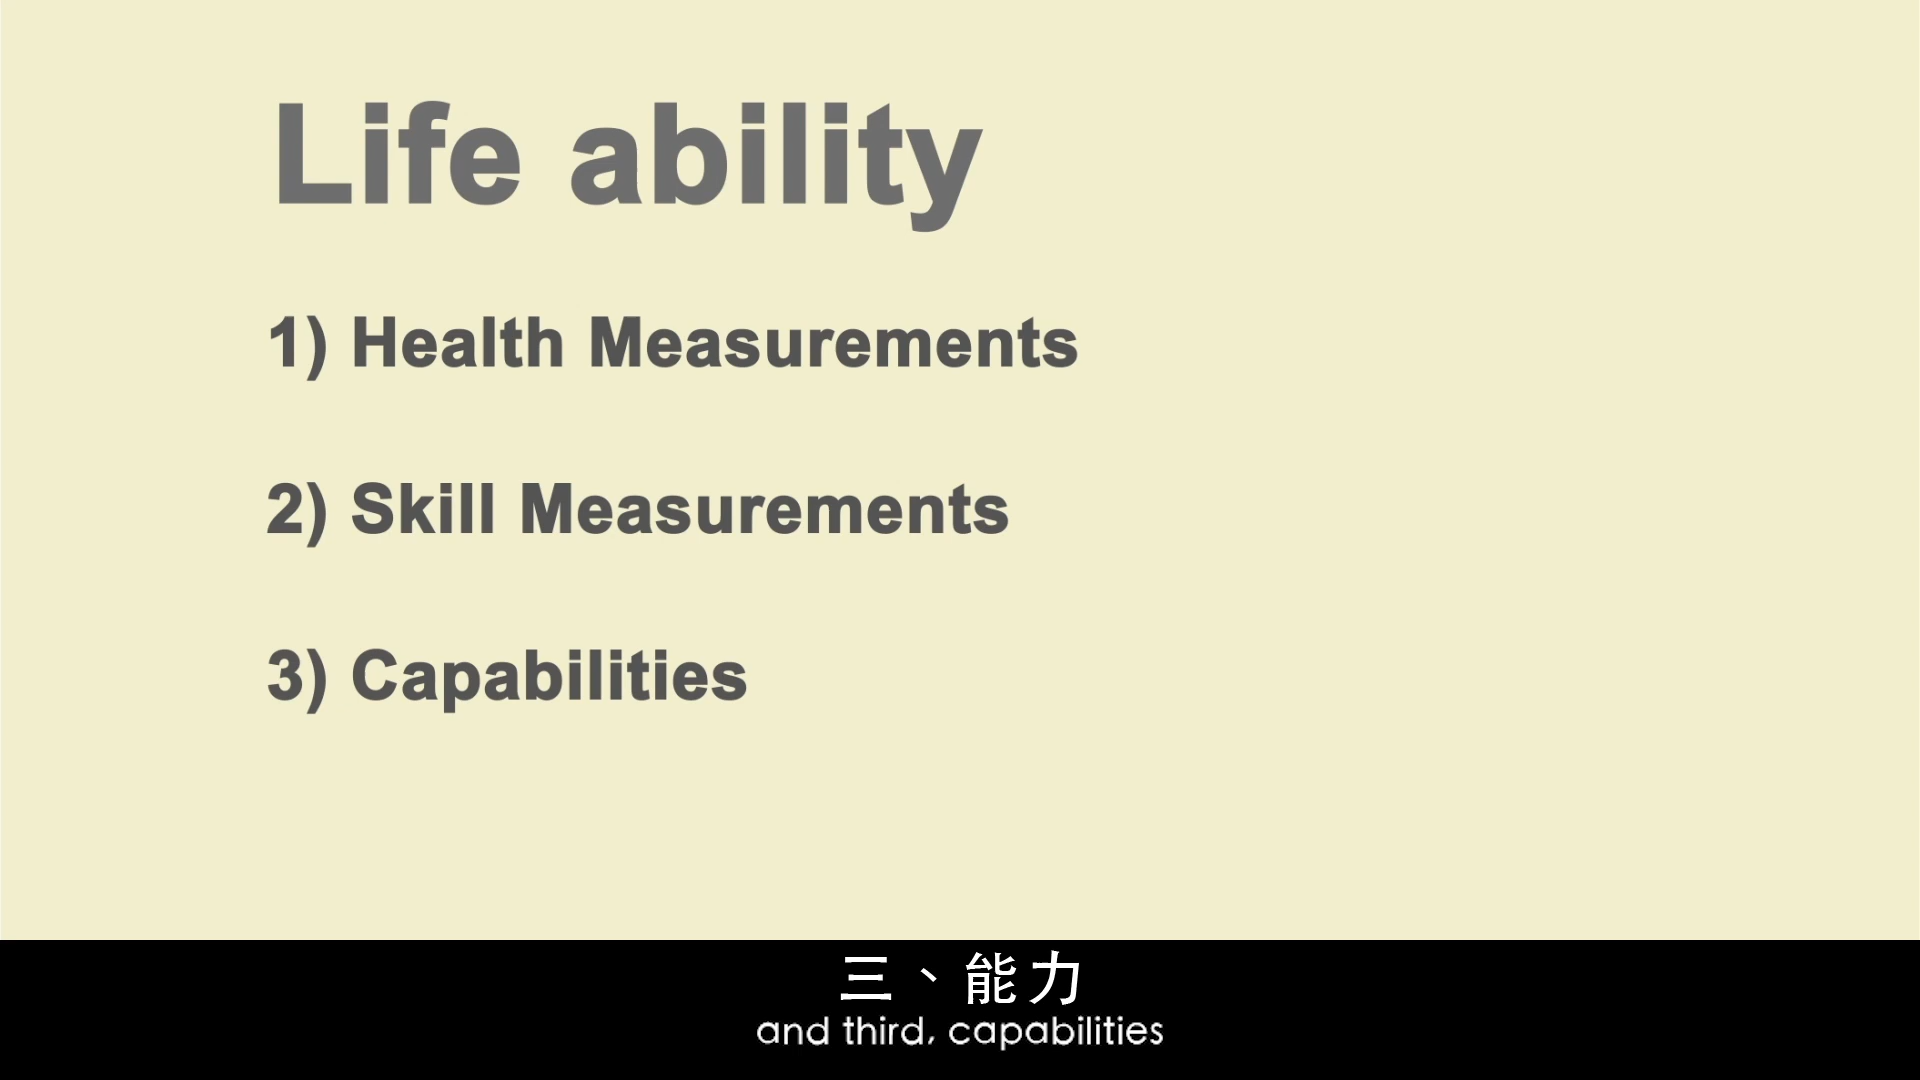 Life ability
1) Health Measurements
2) Skill Measurements
3) Capabilities
三、能力
and third, capabilities